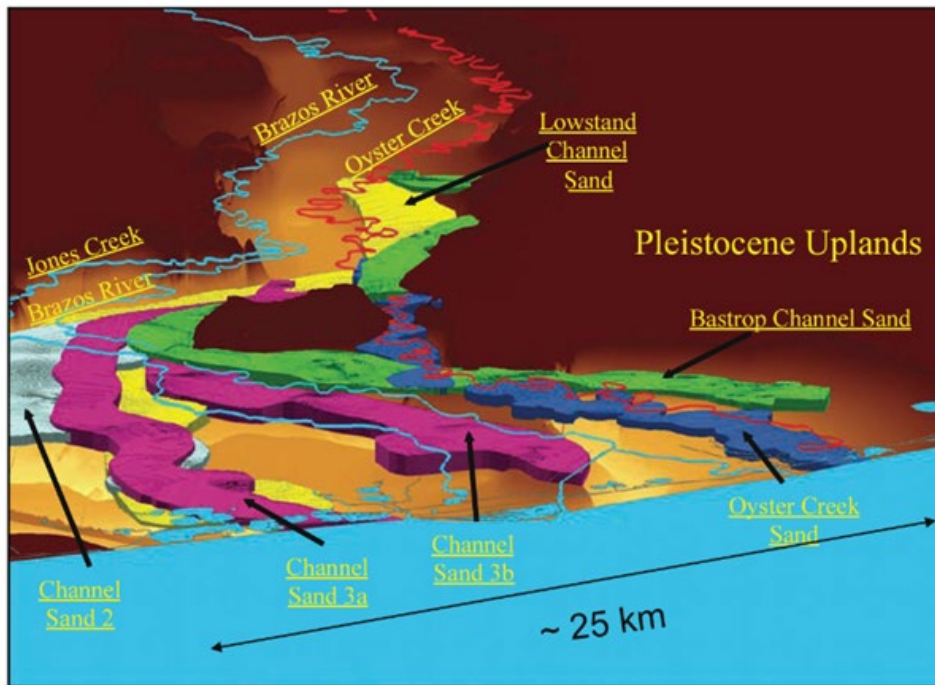 Brazos River
Oyster Creek
Lowstand
Channel
Sand
Jones Creek
Brazos River
Pleistocene Uplands
Bastrop Channel Sand
Channel
Sand 2
Channel
Sand 3a
Channel
Sand 3b
Oyster Creek
Sand
~ 25 km